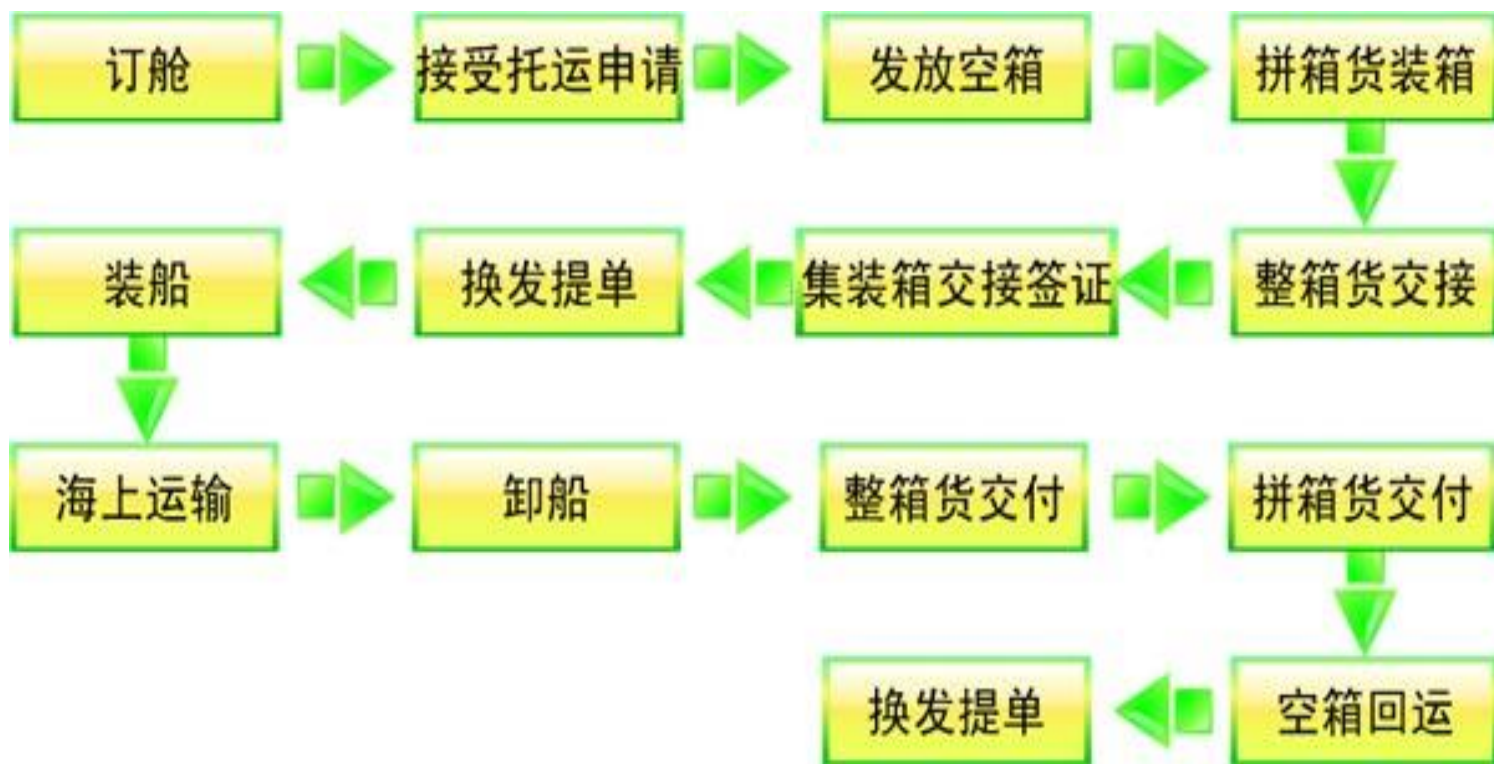 订舱
接受托运申请
发放空箱
拼箱货装箱
整箱货交接
集装箱交接签证
换发提单
装船
海上运输
卸船
整箱货交付
拼箱货交付
空箱回运
换发提单